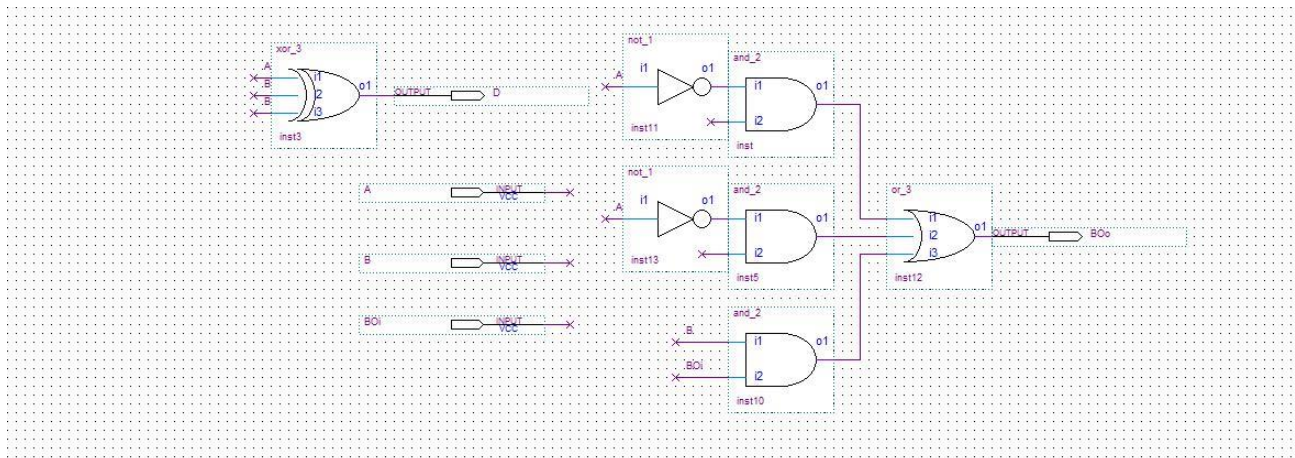 xor_3
A
i1
B
i2
B
i3
o1
inst3
OUTPUT
D
A
INPUT
VCC
B
INPUT
VCC
BOi
INPUT
VCC
not_1
A
i1
o1
inst11
and_2
i1
i2
o1
inst
not_1
A
i1
o1
inst13
and_2
i1
i2
o1
inst5
and_2
B
i1
BOi
i2
o1
inst10
or_3
i1
i2
i3
o1
inst12
OUTPUT
BOo